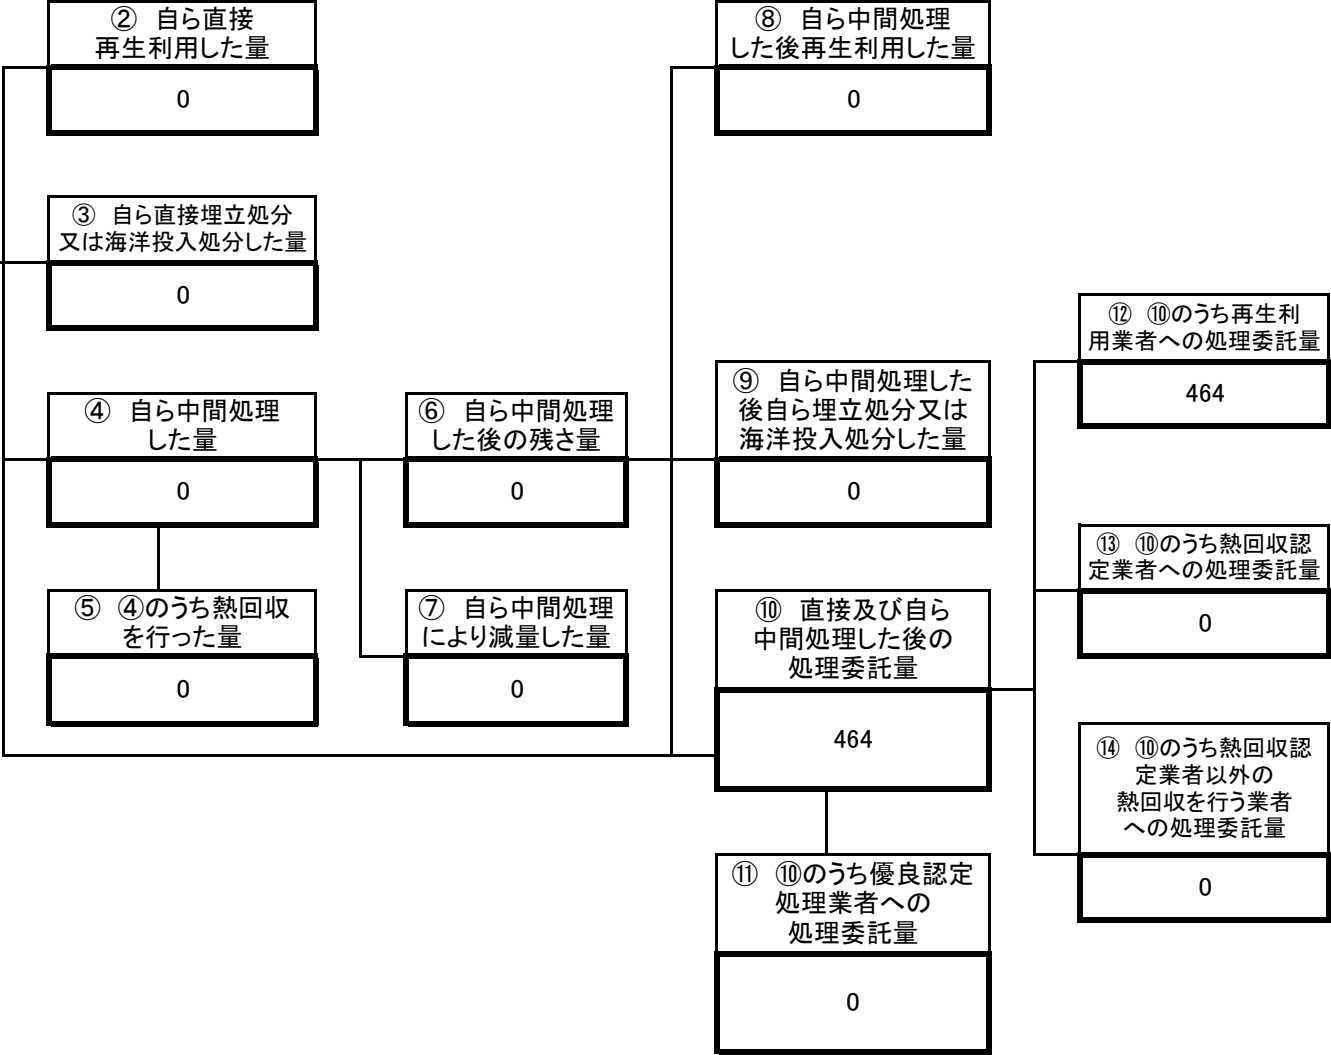 ② 自ら直接
再生利用した量
0
③ 自ら直接埋立処分
又は海洋投入処分した量
0
④ 自ら中間処理
した量
0
⑤ ④のうち熱回収
を行った量
0
⑥ 自ら中間処理
した後の残さ量
0
⑦ 自ら中間処理
により減量した量
0
⑧ 自ら中間処理
した後再生利用した量
0
⑨ 自ら中間処理した
後自ら埋立処分又は
海洋投入処分した量
0
⑩ 直接及び自ら
中間処理した後の
処理委託量
464
⑪ ⑩のうち優良認定
処理業者への
処理委託量
0
⑫ ⑩のうち再生利
用業者への処理委託量
464
⑬ ⑩のうち熱回収認
定業者への処理委託量
0
⑭ ⑩のうち熱回収認
定業者以外の
熱回収を行う業者
への処理委託量
0